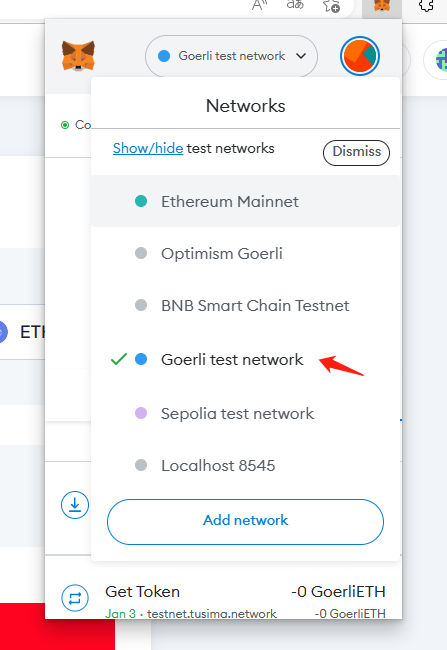 Goerli test network
Networks
Co
Show/hide test networks
Dismiss
Ethereum Mainnet
Optimism Goerli
BNB Smart Chain Testnet
ETH
Goerli test network
Sepolia test network
Localhost 8545
Add network
Get Token
-0 GoerliETH
Jan 3 · testnet.tusima.network
-0 GoerliETH